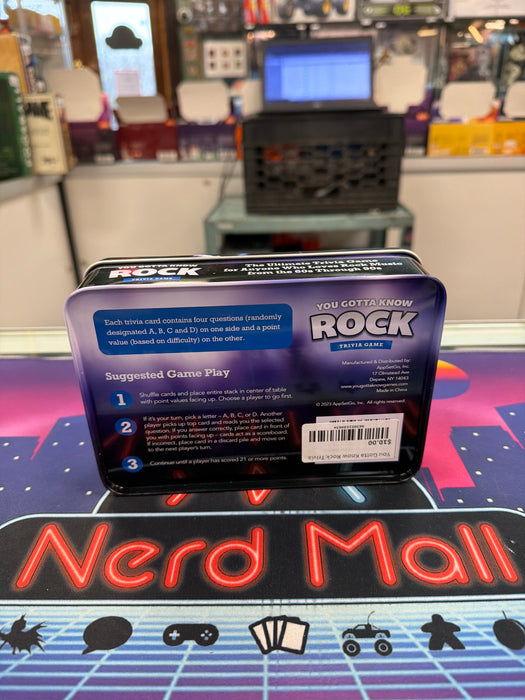 YOU GOTTA KNOW
ROCK
TRIVIA GAME
The Ultimate Trivia Game
for Anyone Who Loves Rock Music
from the 60s Through 90s
Each trivia card contains four questions (randomly
designated A, B, C and D) on one side and a point
value (based on difficulty) on the other.
YOU GOTTA KNOW
ROCK
TRIVIA GAME
Manufactured & Distributed by:
AppSetGo, Inc.
17 Olmstead Ave
Depew, NY 14043
www.yougottaknowgames.com
Made in China
© 2021 AppSetGo, Inc. All rights reserved.
Suggested Game Play
1 Shuffle cards and place entire stack in center of table
with point values facing up. Choose a player to go first.
2 If it's your turn, pick a letter – A, B, C, or D. Another
player picks up top card and reads you the selected
question. If you answer correctly, place card in front of
you with points facing up – cards act as a scoreboard.
If incorrect, place card in a discard pile and move on
to the next player's turn.
3 Continue until a player has scored 21 or more points.
You Gotta Know Rock Trivia
$10.00
Nerd Mall